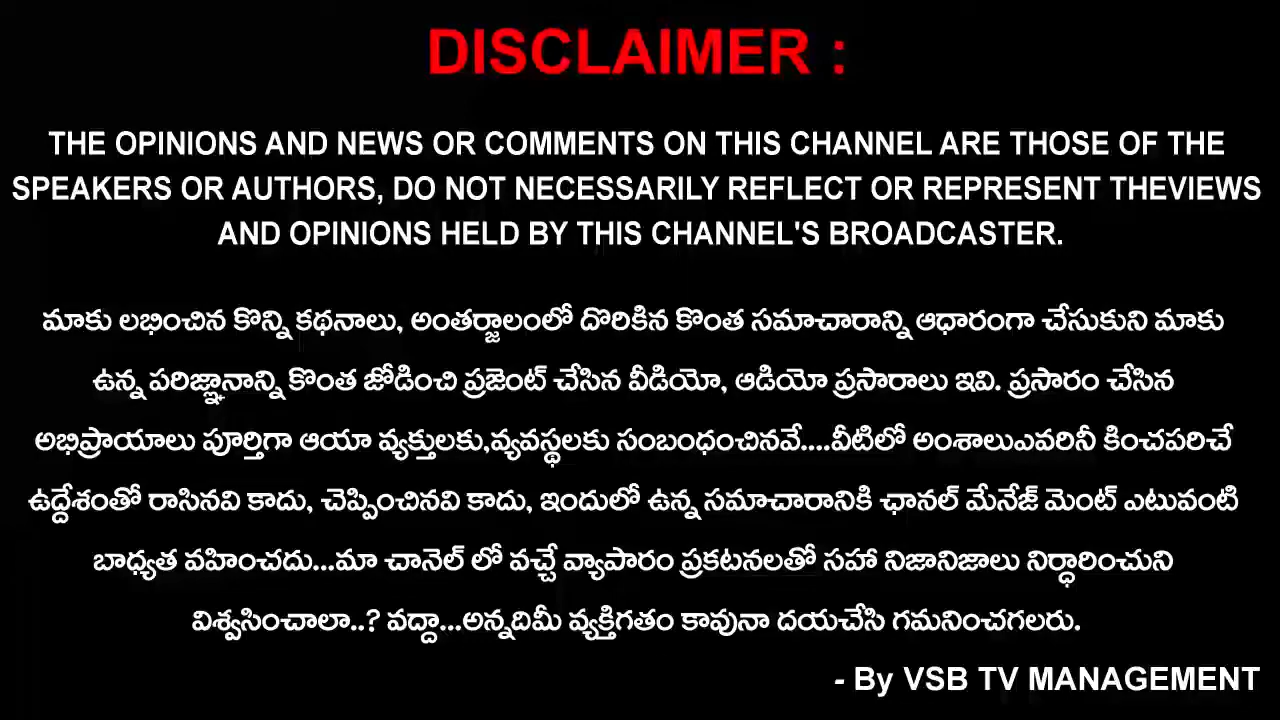 DISCLAIMER :
THE OPINIONS AND NEWS OR COMMENTS ON THIS CHANNEL ARE THOSE OF THE
SPEAKERS OR AUTHORS, DO NOT NECESSARILY REFLECT OR REPRESENT THEVIEWS
AND OPINIONS HELD BY THIS CHANNEL'S BROADCASTER.
మాకు లభించిన కొన్ని కథనాలు, అంతర్జాలంలో దొరికిన కొంత సమాచారాన్ని ఆధారంగా చేసుకుని మాకు
ఉన్న పరిజ్ఞానాన్ని కొంత జోడించి ప్రజెంట్ చేసిన వీడియో, ఆడియో ప్రసారాలు ఇవి. ప్రసారం చేసిన
అభిప్రాయాలు పూర్తిగా ఆయా వ్యక్తులకు,వ్యవస్థలకు సంబంధంచినవే....వీటిలో అంశాలుఎవరినీ కించపరిచే
ఉద్దేశంతో రాసినవి కాదు, చెప్పించినవి కాదు, ఇందులో ఉన్న సమాచారానికి ఛానల్ మేనేజ్ మెంట్ ఎటువంటి
బాధ్యత వహించదు...మా చానెల్ లో వచ్చే వ్యాపారం ప్రకటనలతో సహా నిజానిజాలు నిర్ధారించుని
విశ్వసించాలా..? వద్దా...అన్నదిమీ వ్యక్తిగతం కావునా దయచేసి గమనించగలరు.
- By VSB TV MANAGEMENT